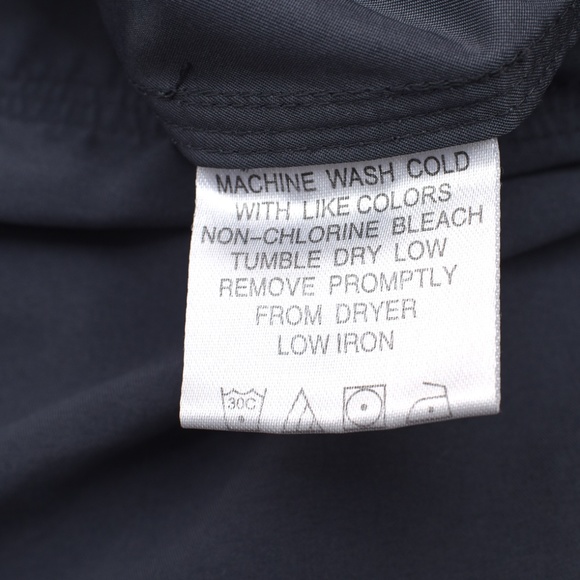 MACHINE WASH COLD
WITH LIKE COLORS
NON-CHLORINE BLEACH
TUMBLE DRY LOW
REMOVE PROMPTLY
FROM DRYER
LOW IRON
30C